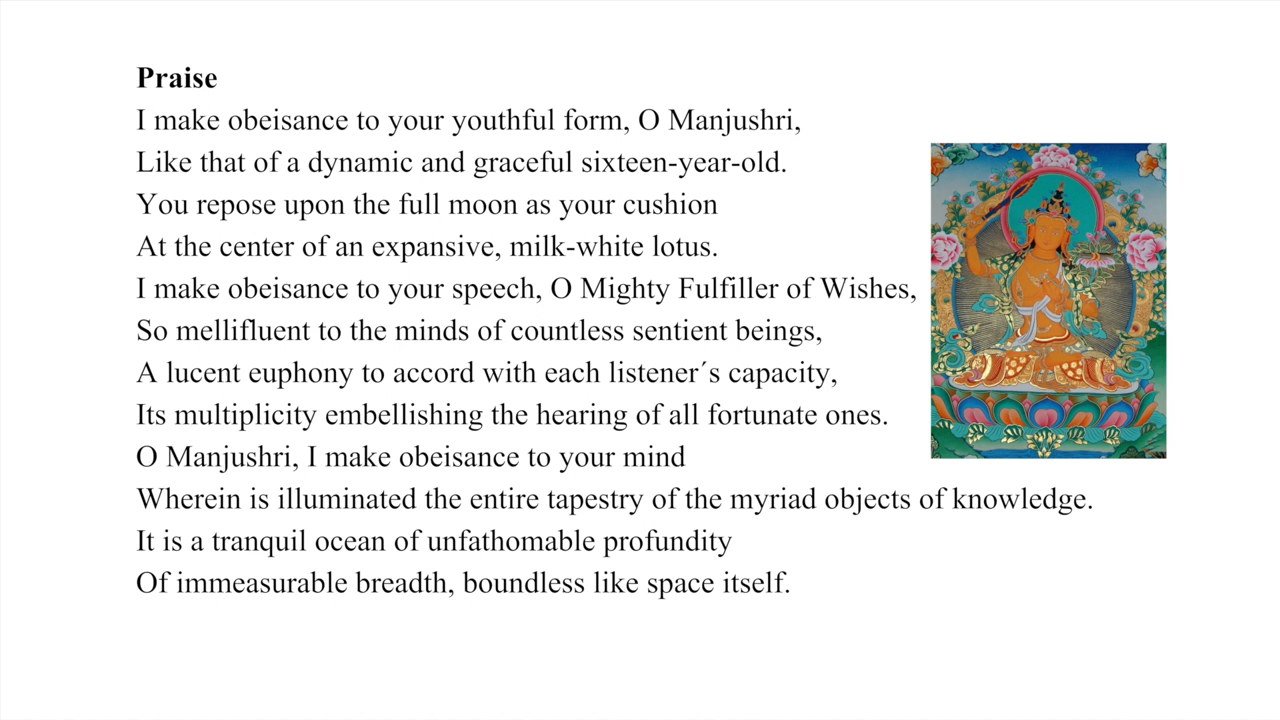 Praise
I make obeisance to your youthful form, O Manjushri,
Like that of a dynamic and graceful sixteen-year-old.
You repose upon the full moon as your cushion
At the center of an expansive, milk-white lotus.
I make obeisance to your speech, O Mighty Fulfiller of Wishes,
So mellifluent to the minds of countless sentient beings,
A lucent euphony to accord with each listener´s capacity,
Its multiplicity embellishing the hearing of all fortunate ones.
O Manjushri, I make obeisance to your mind
Wherein is illuminated the entire tapestry of the myriad objects of knowledge.
It is a tranquil ocean of unfathomable profundity
Of immeasurable breadth, boundless like space itself.